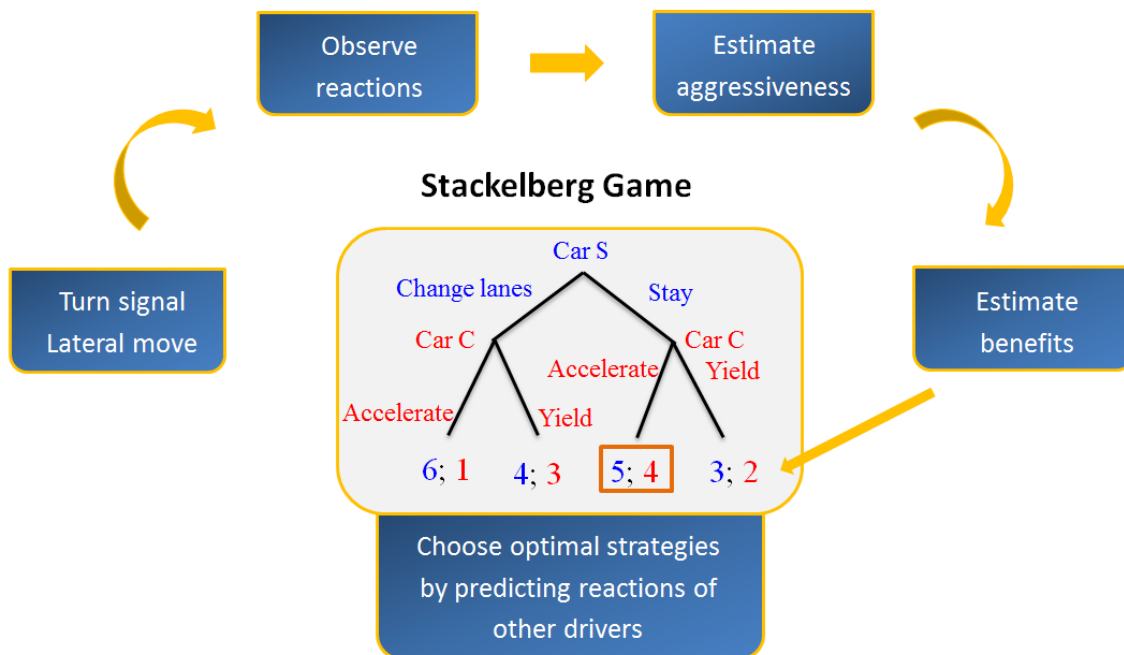 Observe
reactions
Estimate
aggressiveness
Stackelberg Game
Turn signal
Lateral move
Car S
Change lanes
Stay
Car C
Car C
Accelerate
Yield
Accelerate
Yield
6; 1
4; 3
5; 4
3; 2
Estimate
benefits
Choose optimal strategies
by predicting reactions of
other drivers